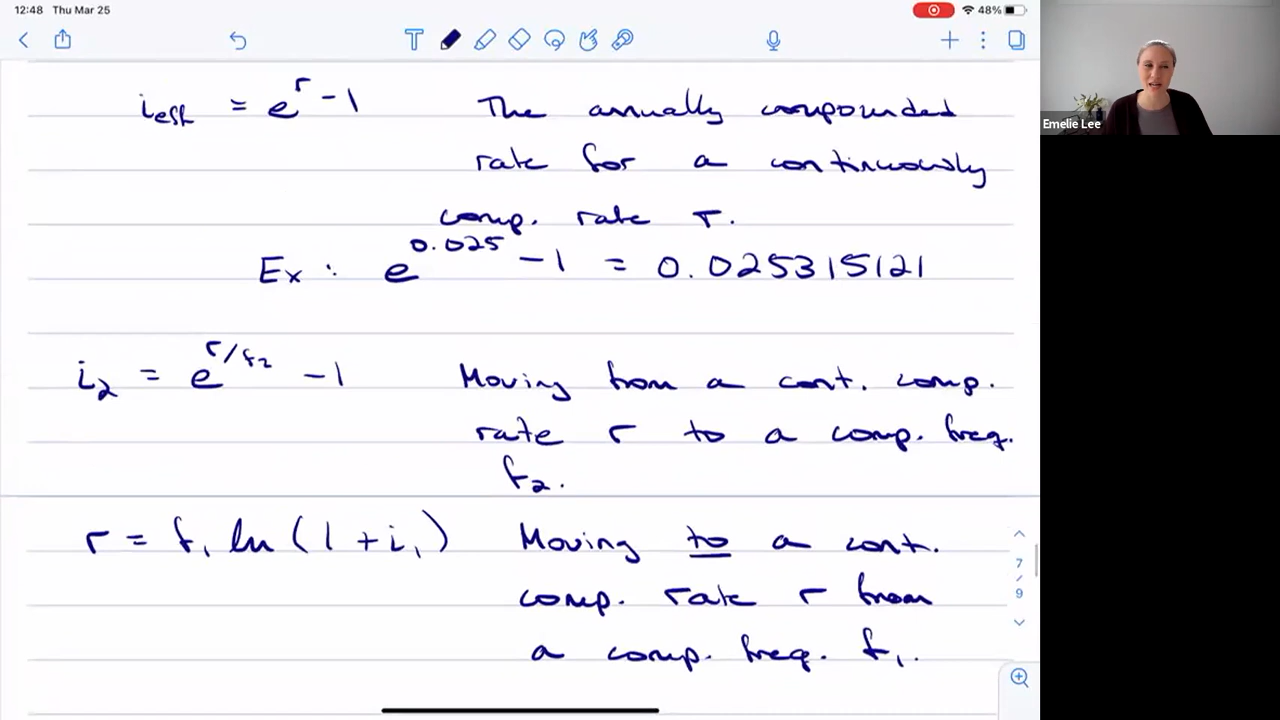 12:48 Thu Mar 25
48%
Emelie Lee
i_eff = e^r - 1 The annually compounded
rate for a continuously
comp. rate r.
Ex: e^0.025 - 1 = 0.025315121
i_2 = e^(r/f_2) - 1 Moving from a cont. comp.
rate r to a comp. freq.
f_2.
r = f_1 ln (1 + i_1) Moving to a cont.
comp. rate r from
a comp. freq. f_1.
7
/
9